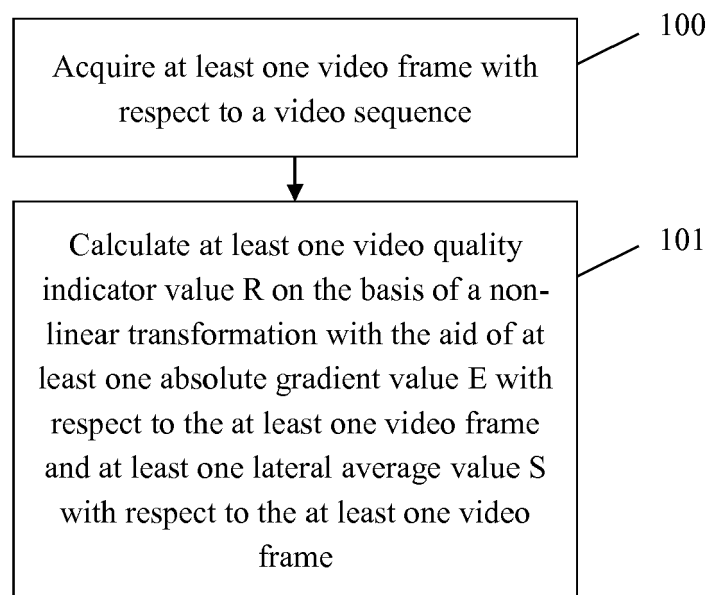 100
Acquire at least one video frame with
respect to a video sequence
101
Calculate at least one video quality
indicator value R on the basis of a non-
linear transformation with the aid of at
least one absolute gradient value E with
respect to the at least one video frame
and at least one lateral average value S
with respect to the at least one video
frame